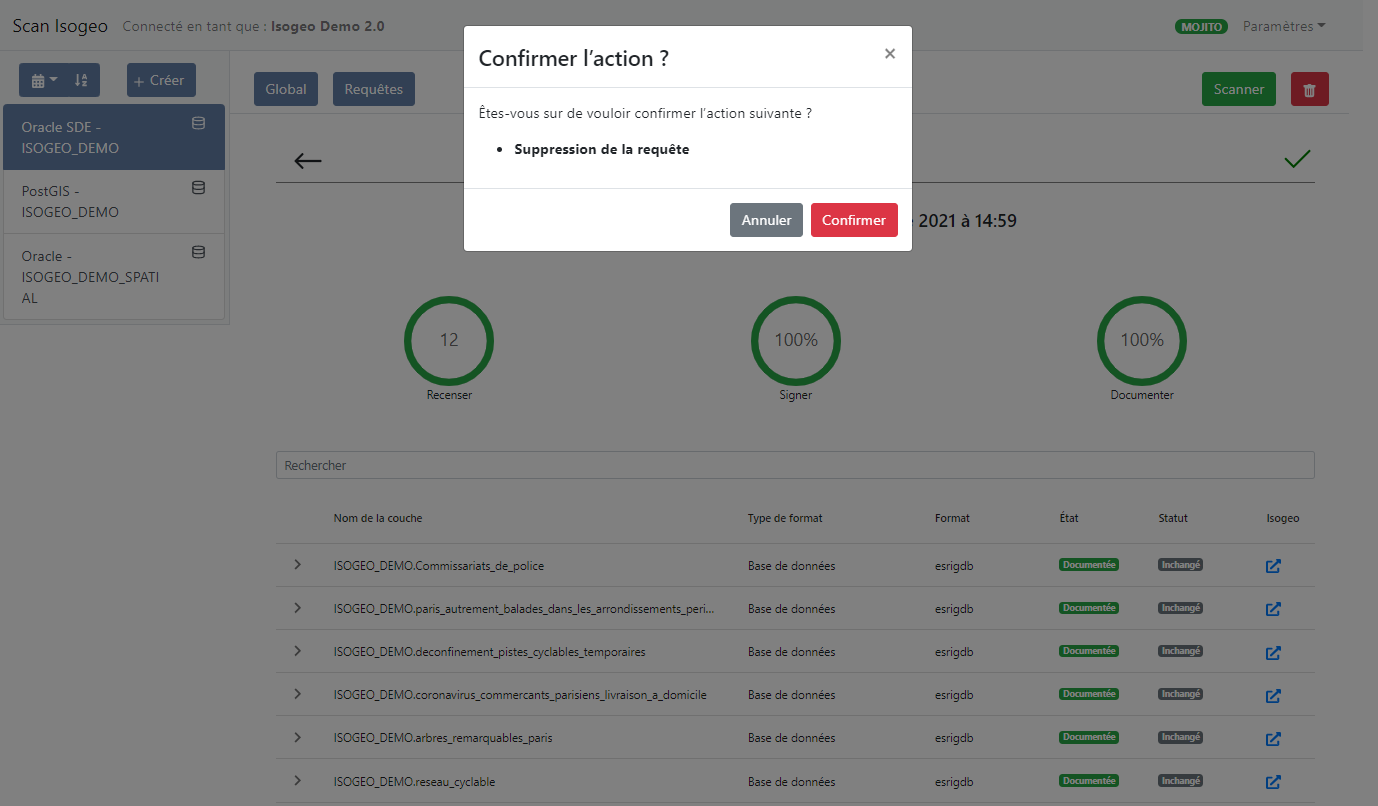 Scan Isogeo Connecté en tant que : Isogeo Demo 2.0
MOJITO Paramètres
Confirmer l'action ? ×
Êtes-vous sur de vouloir confirmer l'action suivante ?
• Suppression de la requête
Annuler Confirmer
+ Créer
Oracle SDE -
ISOGEO_DEMO
PostGIS -
ISOGEO_DEMO
Oracle -
ISOGEO_DEMO_SPATI
AL
Global Requêtes Scanner
2021 à 14:59
12 100% 100%
Recenser Signer Documenter
Rechercher
Nom de la couche Type de format Format État Statut Isogeo
ISOGEO_DEMO.Commissariats_de_police Base de données esrigdb Documentée Inchangé
ISOGEO_DEMO.paris_autrement_balades_dans_les_arrondissements_peri... Base de données esrigdb Documentée Inchangé
ISOGEO_DEMO.deconfinement_pistes_cyclables_temporaires Base de données esrigdb Documentée Inchangé
ISOGEO_DEMO.coronavirus_commercants_parisiens_livraison_a_domicile Base de données esrigdb Documentée Inchangé
ISOGEO_DEMO.arbres_remarquables_paris Base de données esrigdb Documentée Inchangé
ISOGEO_DEMO.reseau_cyclable Base de données esrigdb Documentée Inchangé